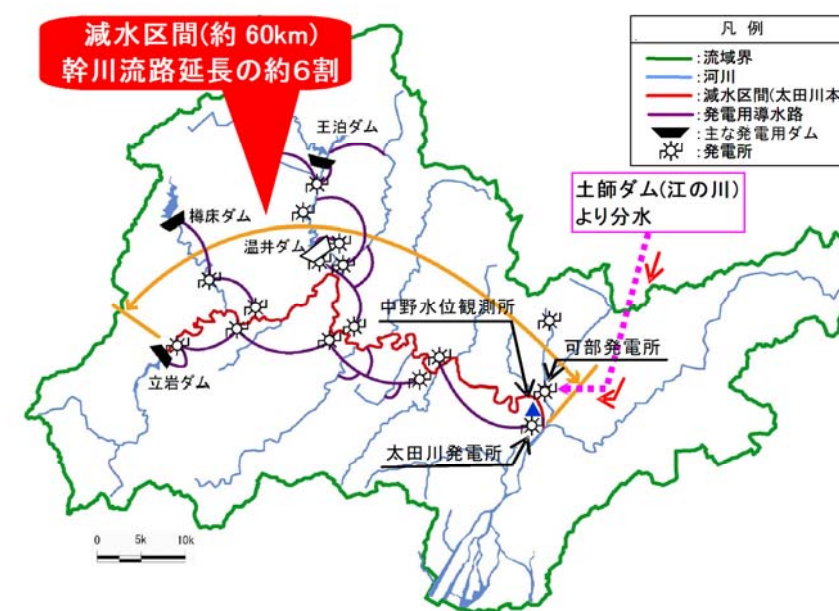 減水区間(約60km)
幹川流路延長の約6割
凡 例
:流域界
:河川
:減水区間(太田川本
:発電用導水路
:主な発電用ダム
:発電所
王泊ダム
樽床ダム
温井ダム
土師ダム(江の川)
より分水
中野水位観測所
可部発電所
立岩ダム
太田川発電所
0 5k 10k